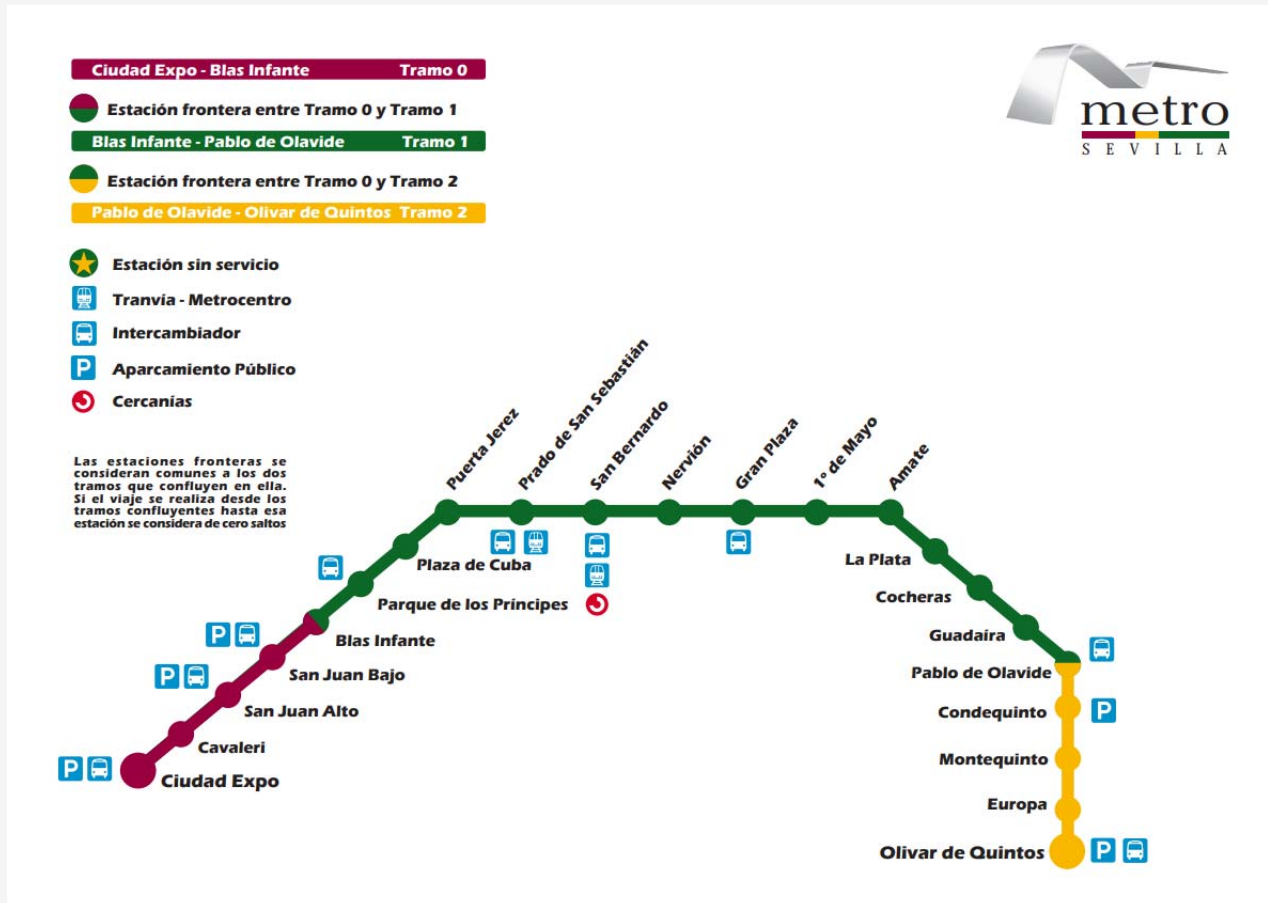 Ciudad Expo - Blas Infante Tramo 0
Estación frontera entre Tramo 0 y Tramo 1
Blas Infante - Pablo de Olavide Tramo 1
Estación frontera entre Tramo 0 y Tramo 2
Pablo de Olavide - Olivar de Quintos Tramo 2
Estación sin servicio
Tranvía - Metrocentro
Intercambiador
P
Aparcamiento Público
Cercanías
Las estaciones fronteras se
consideran comunes a los dos
tramos que confluyen en ella.
Si el viaje se realiza desde los
tramos confluyentes hasta esa
estación se considera de cero saltos
metro
SEVILLA
Puerta Jerez
Prado de San Sebastián
San Bernardo
Nervión
Gran Plaza
1º de Mayo
Amate
Plaza de Cuba
Parque de los Príncipes
Blas Infante
P
San Juan Bajo
P
San Juan Alto
Cavaleri
P
Ciudad Expo
La Plata
Cocheras
Guadaíra
Pablo de Olavide
Condequinto
P
Montequinto
Europa
Olivar de Quintos
P